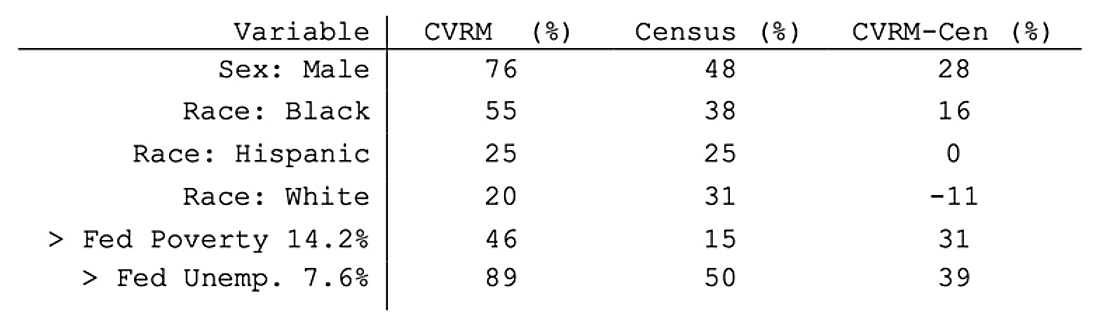 Variable CVRM (%) Census (%) CVRM-Cen (%)
Sex: Male 76 48 28
Race: Black 55 38 16
Race: Hispanic 25 25 0
Race: White 20 31 -11
> Fed Poverty 14.2% 46 15 31
> Fed Unemp. 7.6% 89 50 39